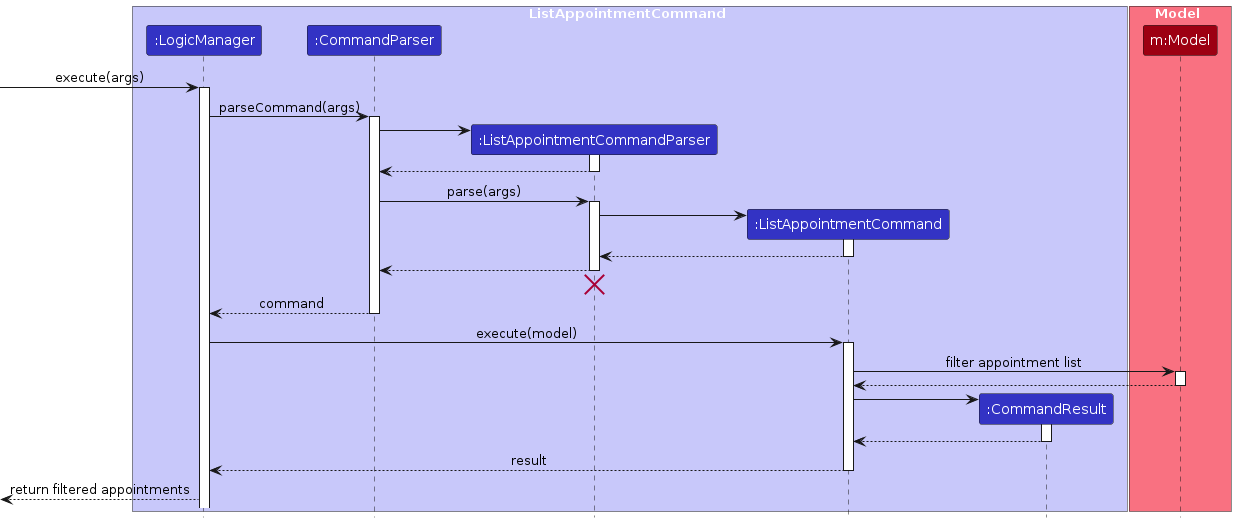 ListAppointmentCommand
Model
:LogicManager
:CommandParser
m:Model
execute(args)
parseCommand(args)
:ListAppointmentCommandParser
parse(args)
:ListAppointmentCommand
command
execute(model)
filter appointment list
:CommandResult
result
return filtered appointments